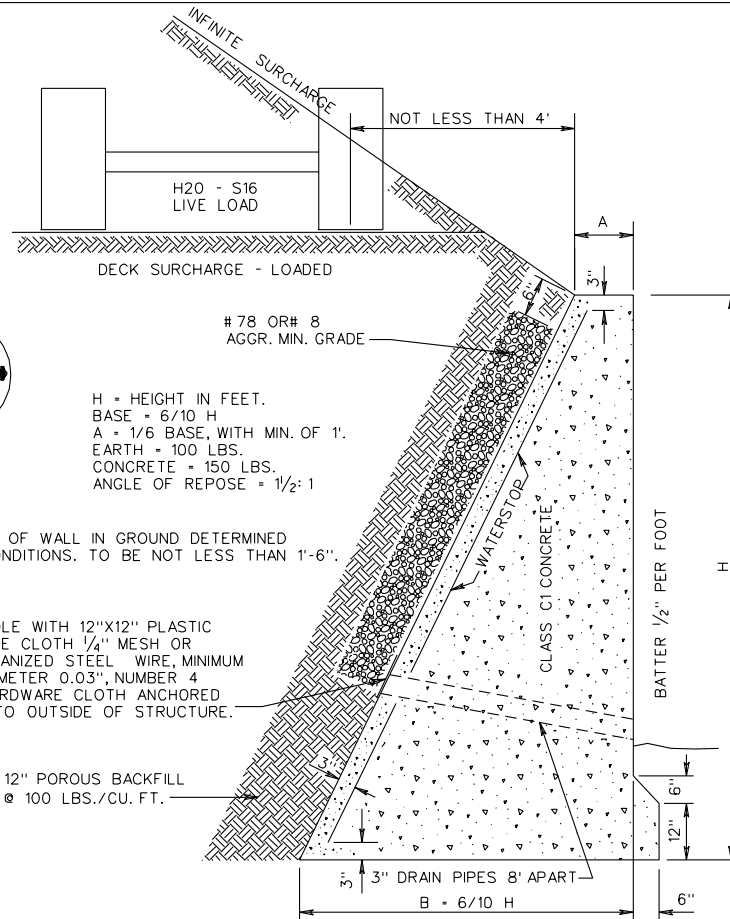 INFINITE SURCHARGE
NOT LESS THAN 4'
H20 - S16
LIVE LOAD
A
DECK SURCHARGE - LOADED
3"
6"
# 78 OR# 8
AGGR. MIN. GRADE
H = HEIGHT IN FEET.
BASE = 6/10 H
A = 1/6 BASE, WITH MIN. OF 1'.
EARTH = 100 LBS.
CONCRETE = 150 LBS.
ANGLE OF REPOSE = 1 1/2: 1
WATERSTOP
CLASS C1 CONCRETE
BATTER 1/2" PER FOOT
H
OF WALL IN GROUND DETERMINED
ONDITIONS. TO BE NOT LESS THAN 1'-6".
LE WITH 12"X12" PLASTIC
E CLOTH 1/4" MESH OR
ANIZED STEEL WIRE, MINIMUM
METER 0.03", NUMBER 4
RDWARE CLOTH ANCHORED
TO OUTSIDE OF STRUCTURE.
3"
12" POROUS BACKFILL
@ 100 LBS./CU. FT.
6"
12"
3"
3" DRAIN PIPES 8' APART
B = 6/10 H
6"